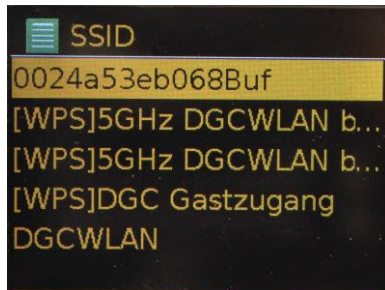 SSID
0024a53eb068Buf
[WPS]5GHz DGCWLAN b...
[WPS]5GHz DGCWLAN b...
[WPS]DGC Gastzugang
DGCWLAN